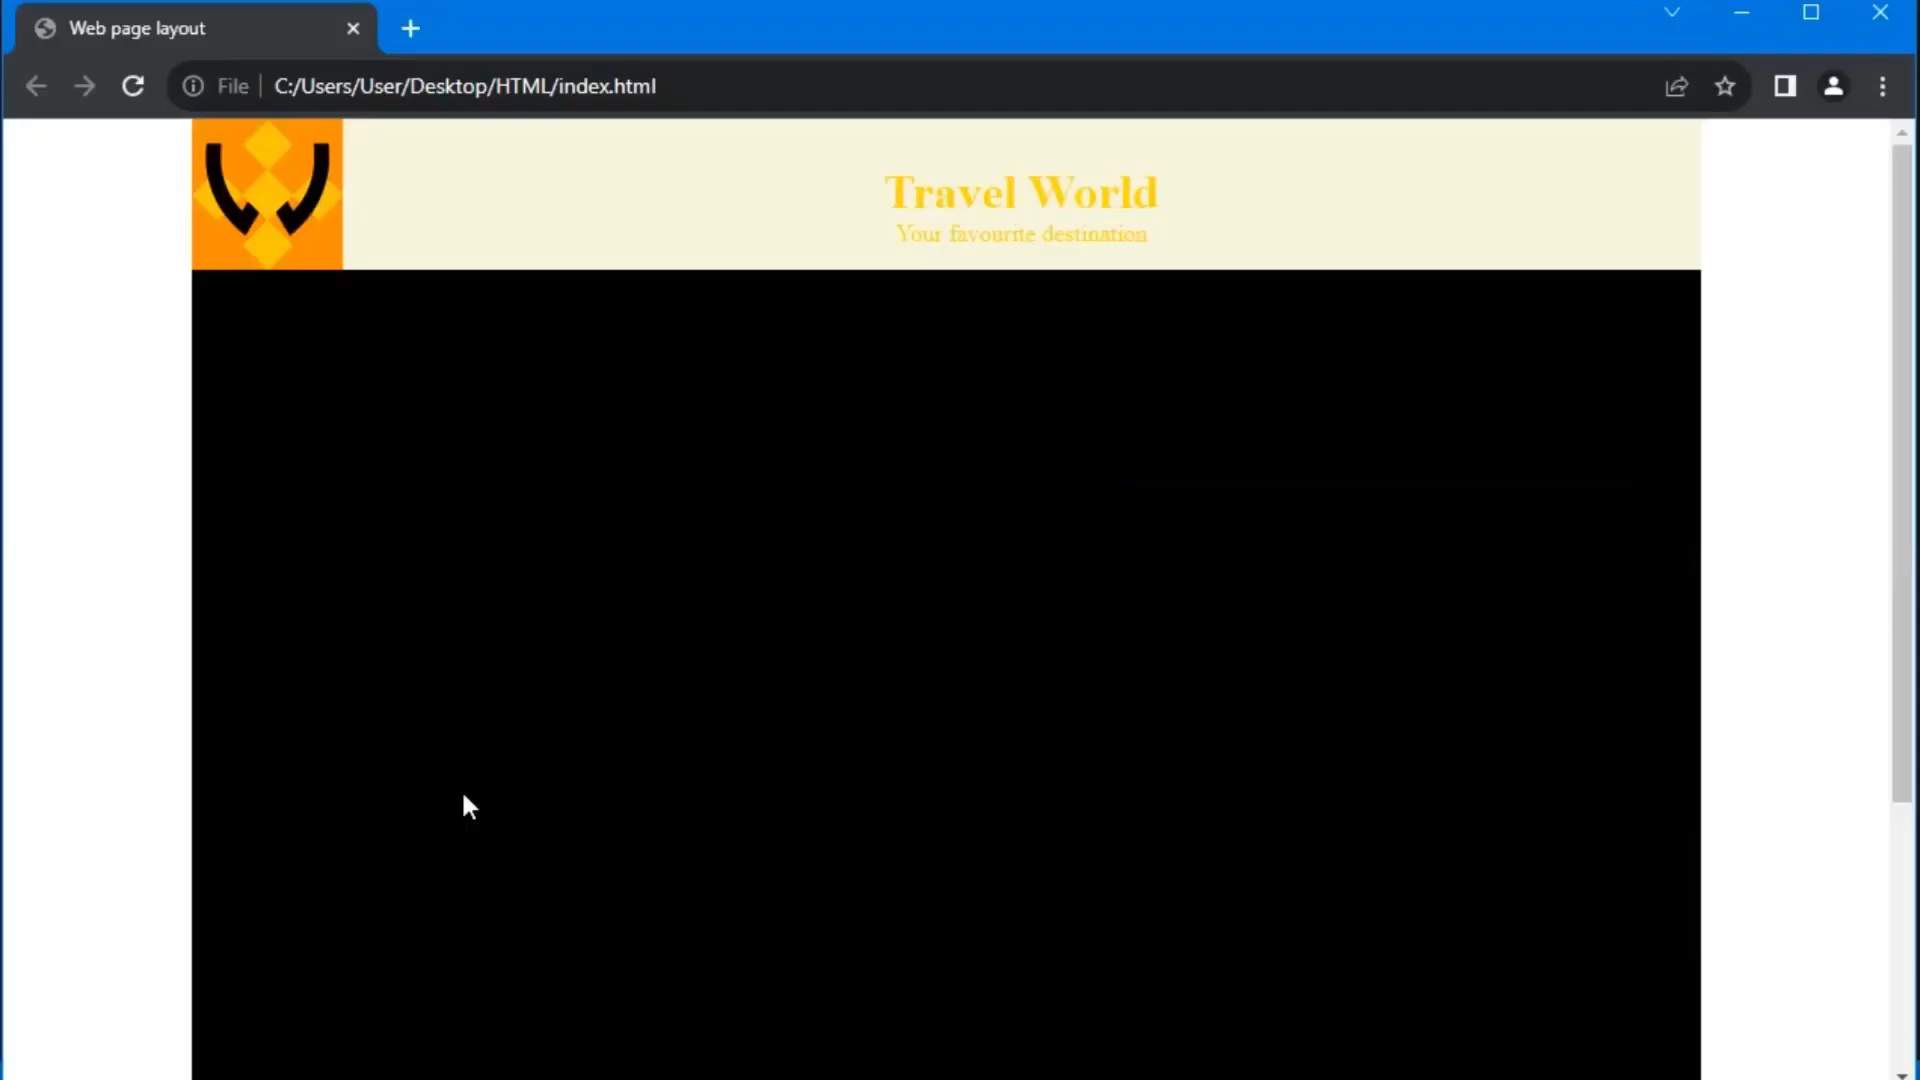 Web page layout
File C:/Users/User/Desktop/HTML/index.html
Travel World
Your favourite destination